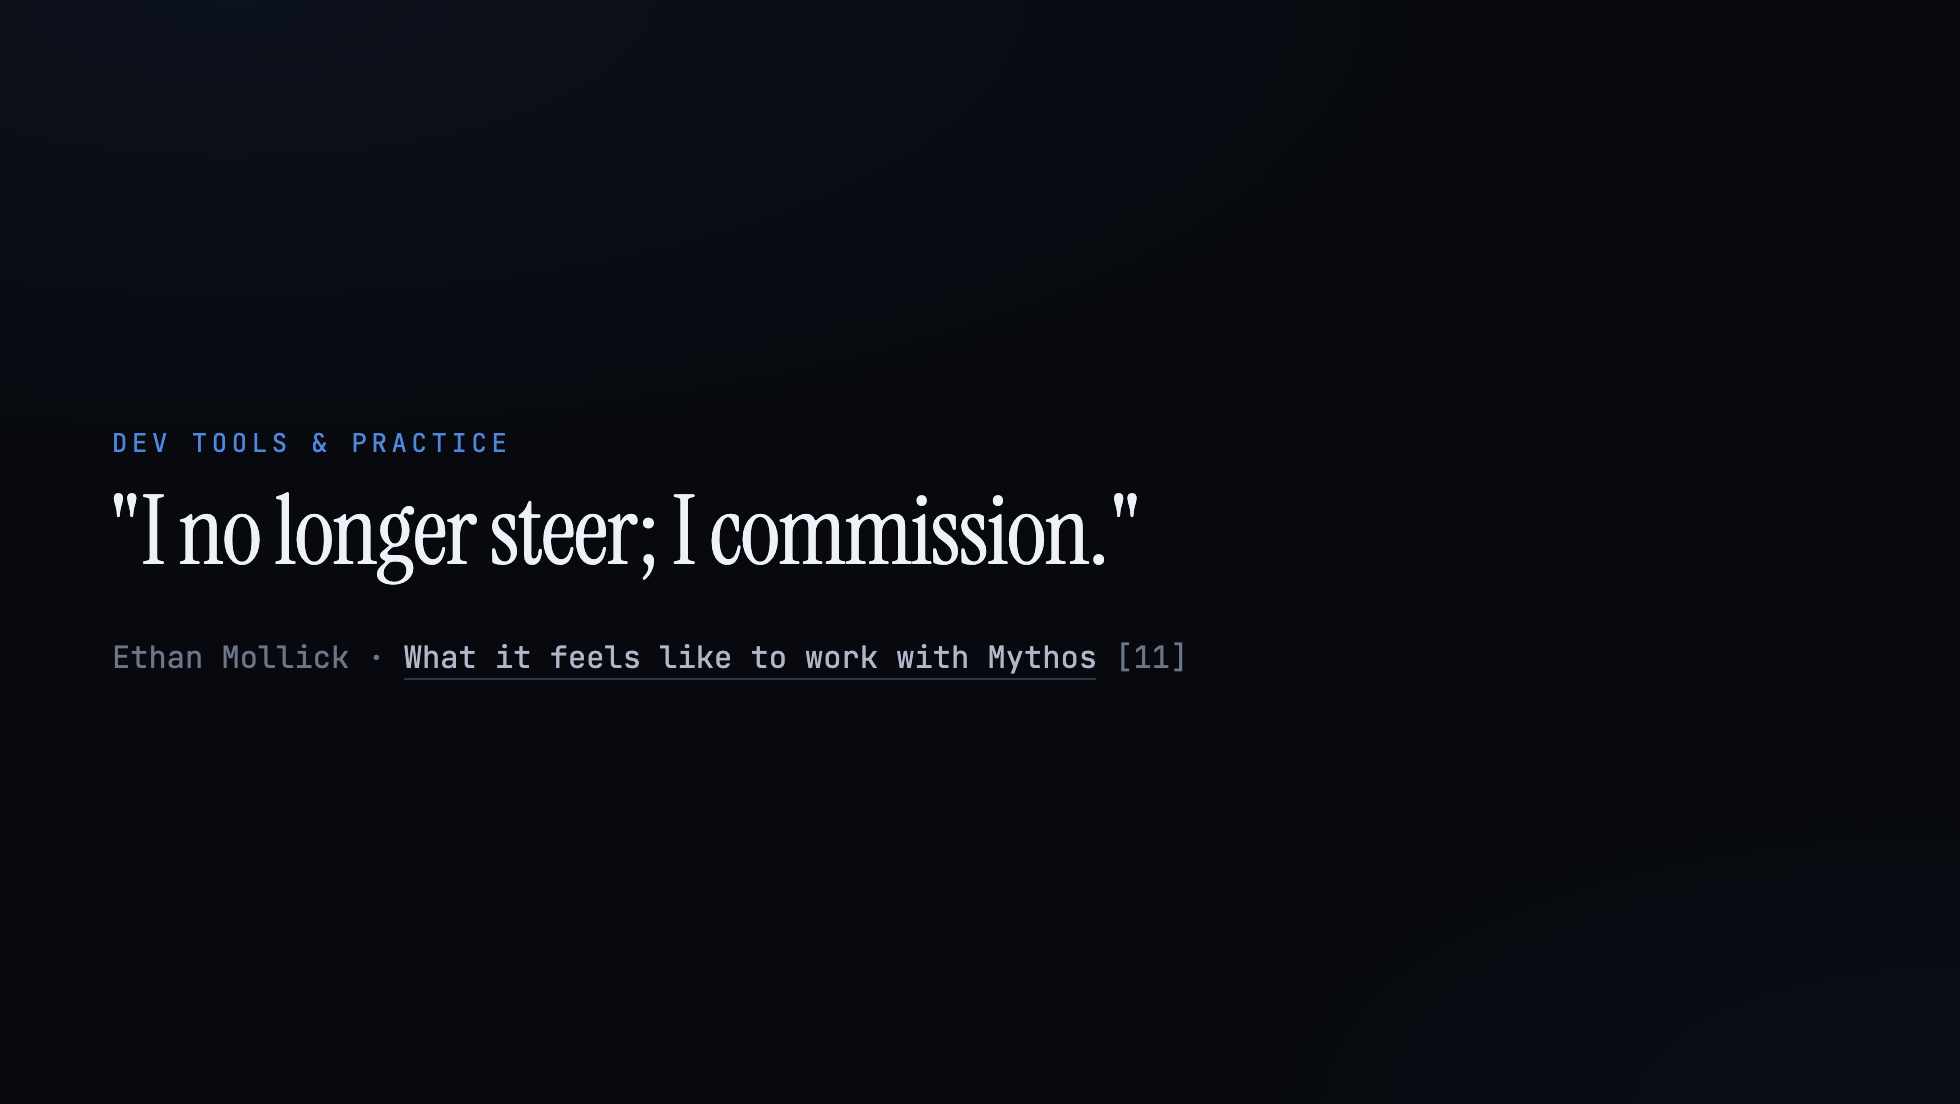 DEV TOOLS & PRACTICE
"I no longer steer; I commission."
Ethan Mollick · What it feels like to work with Mythos [11]